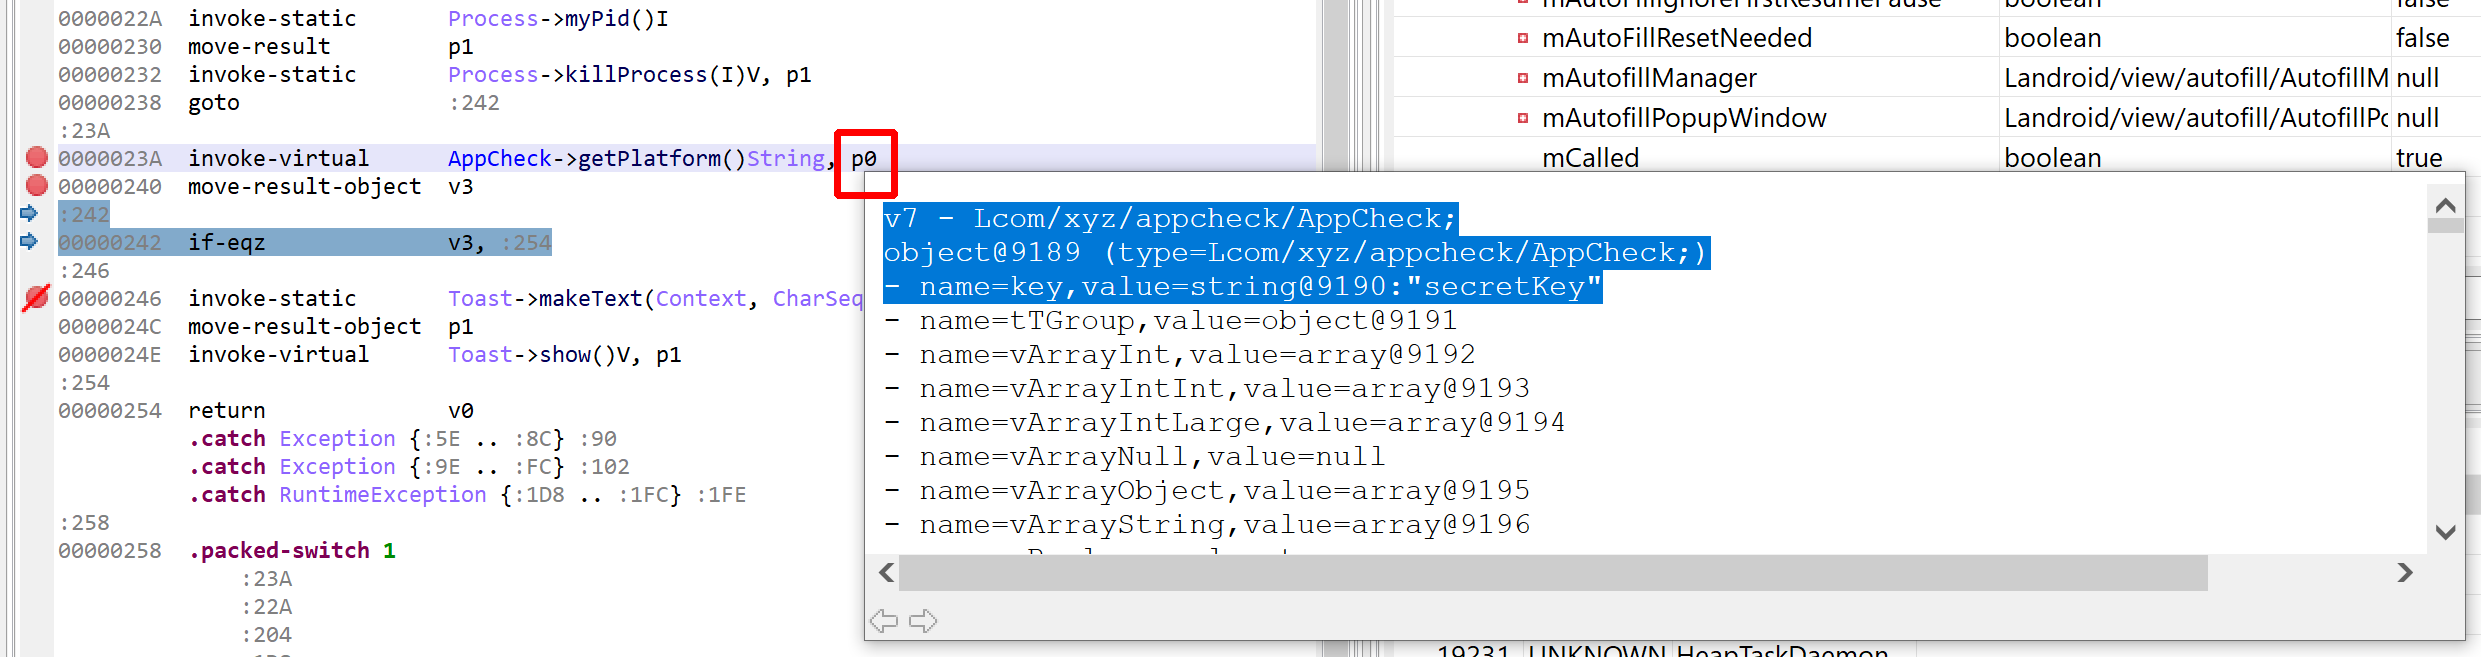 0000022A invoke-static Process->myPid()I
00000230 move-result p1
00000232 invoke-static Process->killProcess(I)V, p1
00000238 goto :242
:23A
0000023A invoke-virtual AppCheck->getPlatform()String, p0
00000240 move-result-object v3
:242
00000242 if-eqz v3, :254
:246
00000246 invoke-static Toast->makeText(Context, CharSeq
0000024C move-result-object p1
0000024E invoke-virtual Toast->show()V, p1
:254
00000254 return v0
.catch Exception {:5E .. :8C} :90
.catch Exception {:9E .. :FC} :102
.catch RuntimeException {:1D8 .. :1FC} :1FE
:258
00000258 .packed-switch 1
:23A
:22A
:204
mAutoFillIgnoreFirstResumePause boolean false
mAutoFillResetNeeded boolean false
mAutofillManager Landroid/view/autofill/AutofillM null
mAutofillPopupWindow Landroid/view/autofill/AutofillPo null
mCalled boolean true
v7 - Lcom/xyz/appcheck/AppCheck;
object@9189 (type=Lcom/xyz/appcheck/AppCheck;)
- name=key,value=string@9190:"secretKey"
- name=tTGroup,value=object@9191
- name=vArrayInt,value=array@9192
- name=vArrayIntInt,value=array@9193
- name=vArrayIntLarge,value=array@9194
- name=vArrayNull,value=null
- name=vArrayObject,value=array@9195
- name=vArrayString,value=array@9196
19231 UNKNOWN HeapTaskDaemon